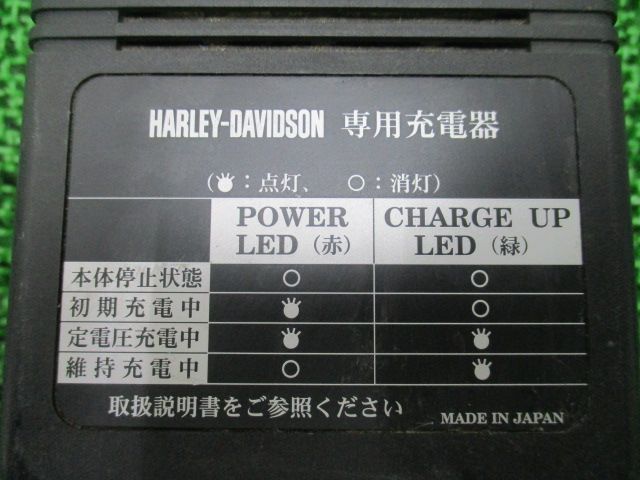 HARLEY-DAVIDSON 専用充電器
(:点灯、 ○:消灯)
POWER LED (赤) CHARGE UP LED (緑)
本体停止状態 ○ ○
初期充電中 ○
定電圧充電中
維持充電中 ○
取扱説明書をご参照ください MADE IN JAPAN